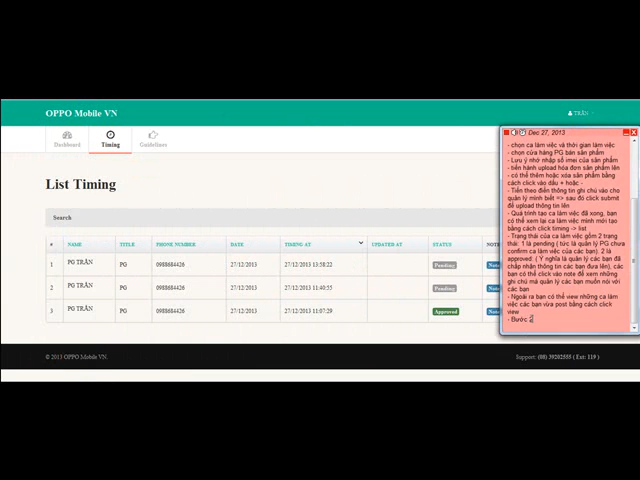 OPPO Mobile VN
TRÂN
Dashboard
Timing
Guidelines
List Timing
Search
# NAME TITLE PHONE NUMBER DATE TIMING AT UPDATED AT STATUS NOTE
1 PG TRÂN PG 0988684426 27/12/2013 27/12/2013 13:58:22 Pending Note
2 PG TRÂN PG 0988684426 27/12/2013 27/12/2013 11:40:55 Pending Note
3 PG TRÂN PG 0988684426 27/12/2013 27/12/2013 11:07:29 Approved Note
© 2013 OPPO Mobile VN.
Support: (08) 39202555 ( Ext: 119 )
Dec 27, 2013
- chọn ca làm việc và thời gian làm việc
- chọn cửa hàng PG bán sản phẩm
- Lưu ý nhớ nhập số imei của sản phẩm
- tiến hành upload hóa đơn sản phẩm lên
- có thể thêm hoặc xóa sản phẩm bằng
cách click vào dấu + hoặc -
- Tiến theo điền thông tin ghi chú vào cho
quản lý mình biết => sau đó click submit
để upload thông tin lên
- Quá trình tạo ca làm việc đã xong, bạn
có thể xem lại ca làm việc mình mới tạo
bằng cách click timing -> list
- Trạng thái của ca làm việc gồm 2 trạng
thái: 1 là pending ( tức là quản lý PG chưa
confirm ca làm việc của các bạn) 2 là
approved: ( Ý nghĩa là quản lý các bạn đã
chấp nhận thông tin các bạn đưa lên), các
bạn có thể click vào note để xem những
ghi chú mà quản lý các bạn muốn nói với
các bạn
- Ngoài ra bạn có thể view những ca làm
việc các bạn vừa post bằng cách click
view
- Bước 2